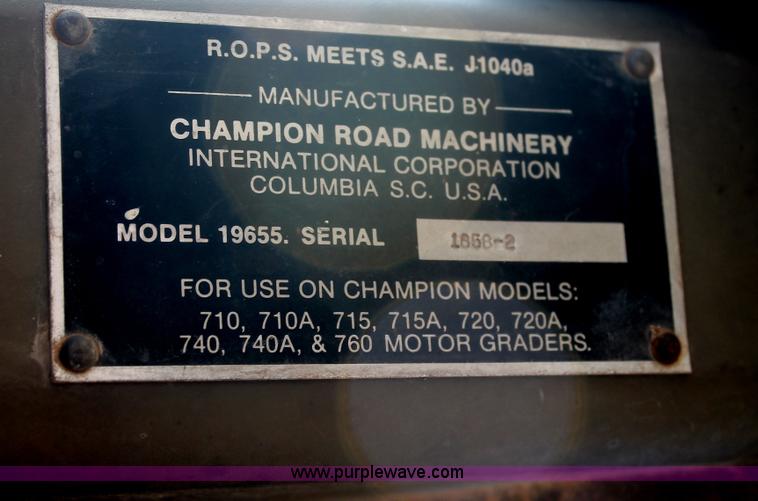 R.O.P.S. MEETS S.A.E. J1040a
MANUFACTURED BY
CHAMPION ROAD MACHINERY
INTERNATIONAL CORPORATION
COLUMBIA S.C. U.S.A.
MODEL 19655. SERIAL
FOR USE ON CHAMPION MODELS:
710, 710A, 715, 715A, 720, 720A,
740, 740A, & 760 MOTOR GRADERS.
www.purplewave.com